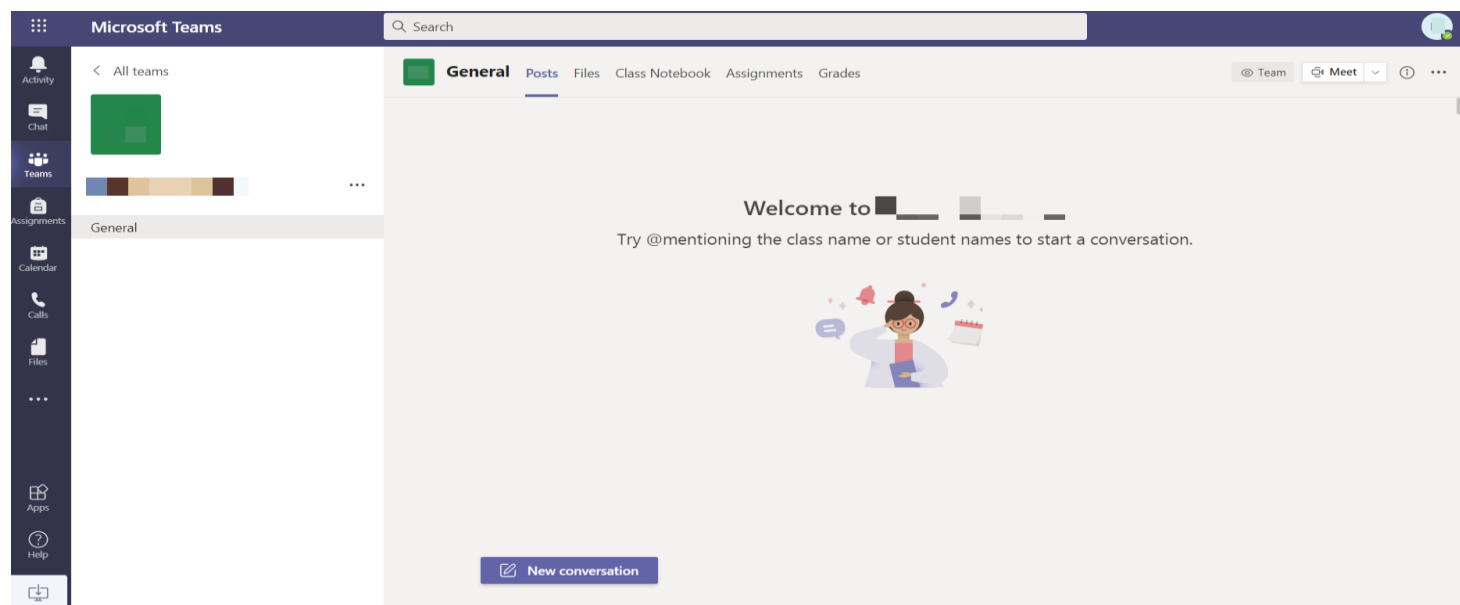 Microsoft Teams
Search
Activity
Chat
Teams
Assignments
Calendar
Calls
Files
Apps
Help
All teams
General
General Posts Files Class Notebook Assignments Grades
Team Meet
Welcome to
Try @mentioning the class name or student names to start a conversation.
New conversation